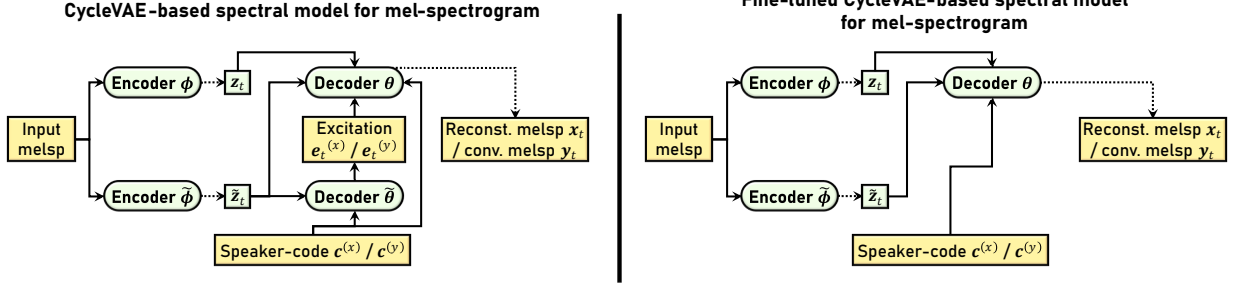 CycleVAE-based spectral model for mel-spectrogram
Encoder ϕ
z_t
Decoder θ
Input
melsp
Excitation
e_t^(x) / e_t^(y)
Reconst. melsp x_t
/ conv. melsp y_t
Encoder ϕ̃
z̃_t
Decoder θ̃
Speaker-code c^(x) / c^(y)
Fine-tuned CycleVAE-based spectral model
for mel-spectrogram
Encoder ϕ
z_t
Decoder θ
Input
melsp
Reconst. melsp x_t
/ conv. melsp y_t
Encoder ϕ̃
z̃_t
Speaker-code c^(x) / c^(y)